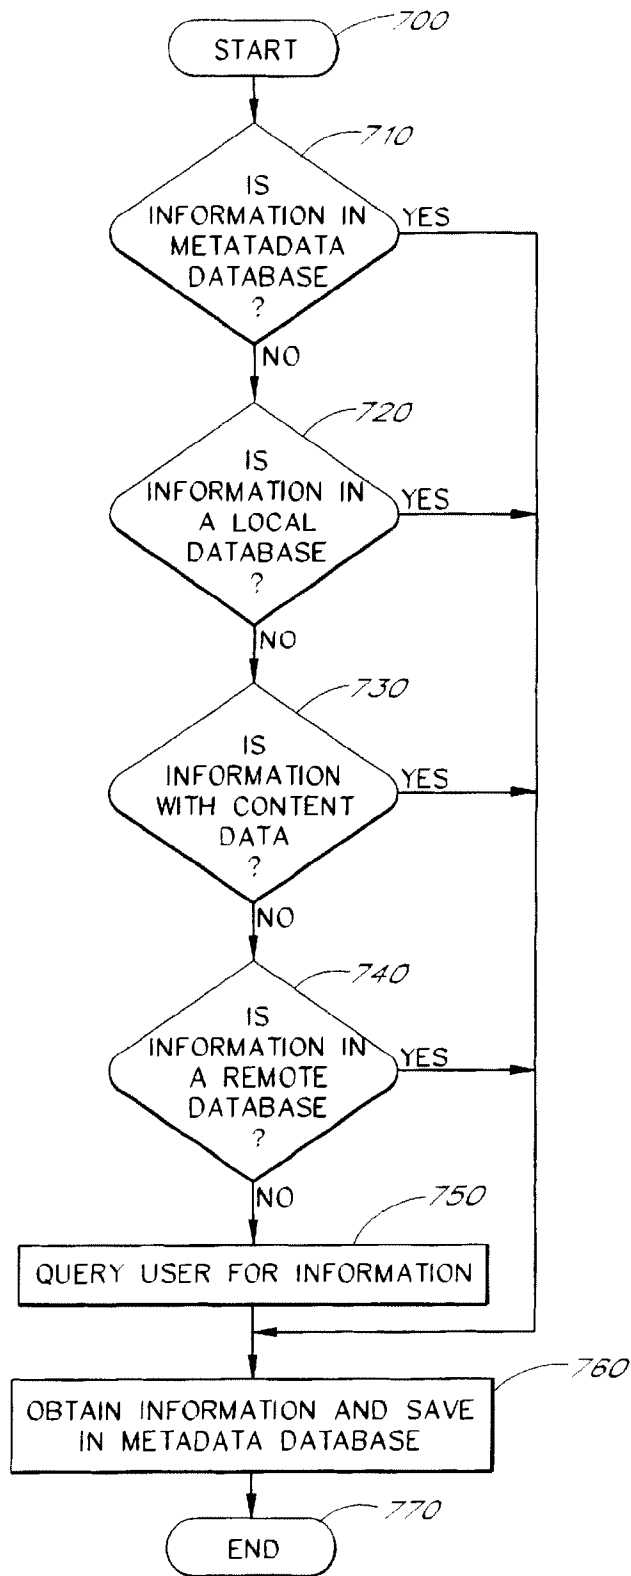 700
START
710
IS
INFORMATION IN
METATADATA
DATABASE
?
YES
NO
720
IS
INFORMATION IN
A LOCAL
DATABASE
?
YES
NO
730
IS
INFORMATION
WITH CONTENT
DATA
?
YES
NO
740
IS
INFORMATION IN
A REMOTE
DATABASE
?
YES
NO
750
QUERY USER FOR INFORMATION
760
OBTAIN INFORMATION AND SAVE
IN METADATA DATABASE
770
END